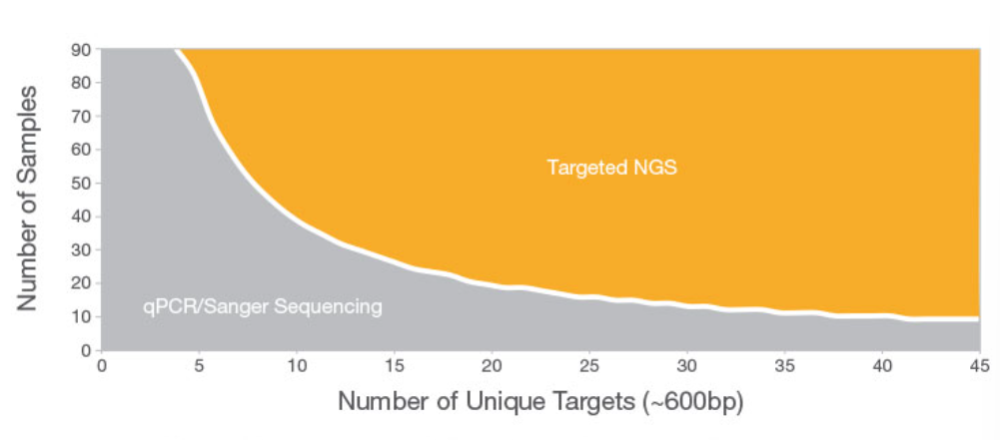 Number of Samples
90
80
70
60
50
40
30
20
10
0
Targeted NGS
qPCR/Sanger Sequencing
0 5 10 15 20 25 30 35 40 45
Number of Unique Targets (~600bp)